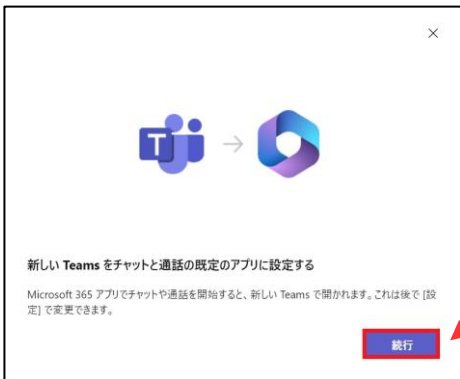 新しい Teams をチャットと通話の既定のアプリに設定する
Microsoft 365 アプリでチャットや通話を開始すると、新しい Teams で開かれます。これは後で [設
定] で変更できます。
続行